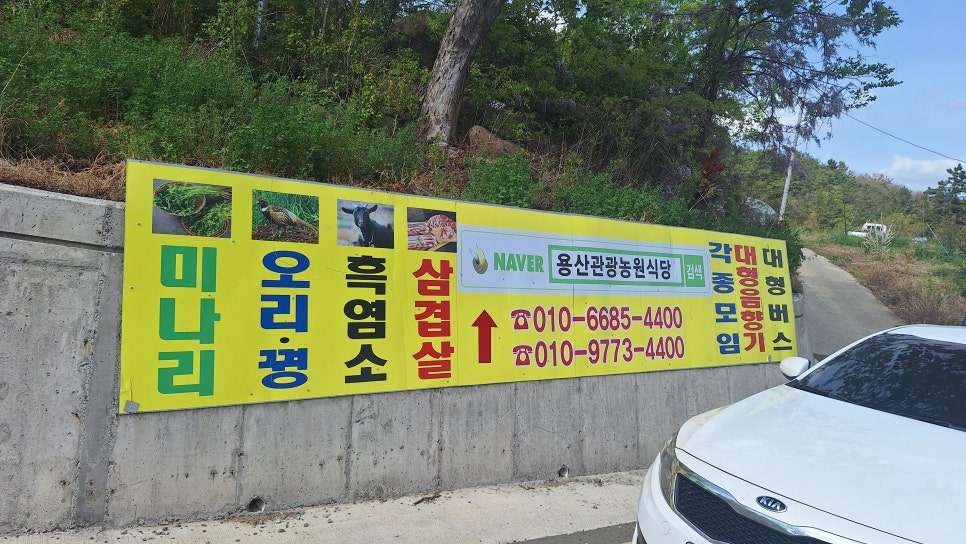 미나리
오리·꿩
흑염소
삼겹살
NAVER 용산관광농원식당 검색
☎010-6685-4400
☎010-9773-4400
각종모임
대형음향기
대형버스
KIA